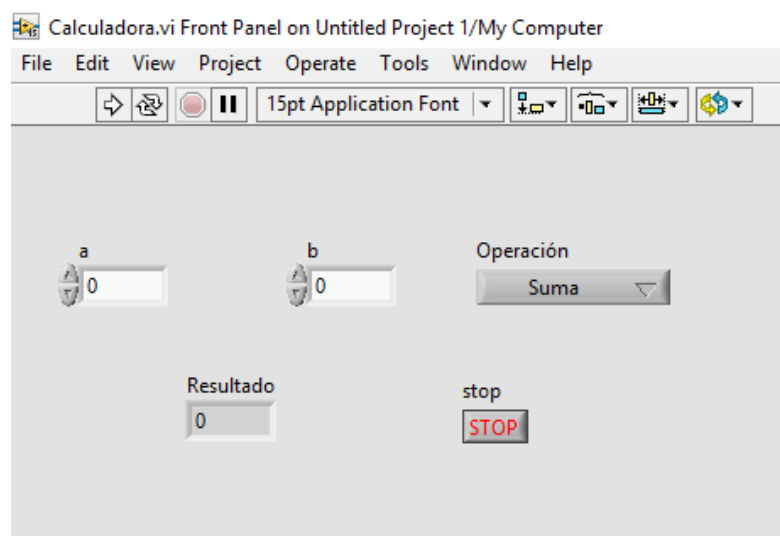 Calculadora.vi Front Panel on Untitled Project 1/My Computer
File Edit View Project Operate Tools Window Help
15pt Application Font
a b Operación
0 0 Suma
Resultado stop
0 STOP